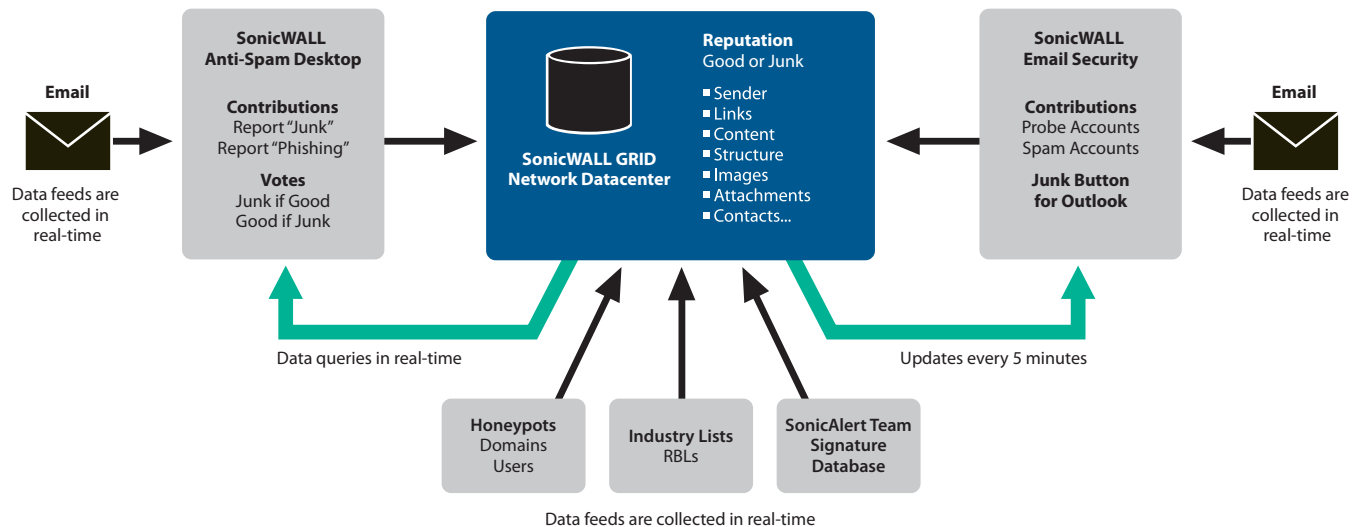 Email
Data feeds are
collected in
real-time
SonicWALL
Anti-Spam Desktop
Contributions
Report "Junk"
Report "Phishing"
Votes
Junk if Good
Good if Junk
SonicWALL GRID
Network Datacenter
Reputation
Good or Junk
▪ Sender
▪ Links
▪ Content
▪ Structure
▪ Images
▪ Attachments
▪ Contacts...
SonicWALL
Email Security
Contributions
Probe Accounts
Spam Accounts
Junk Button
for Outlook
Email
Data feeds are
collected in
real-time
Data queries in real-time
Updates every 5 minutes
Honeypots
Domains
Users
Industry Lists
RBLs
SonicAlert Team
Signature
Database
Data feeds are collected in real-time